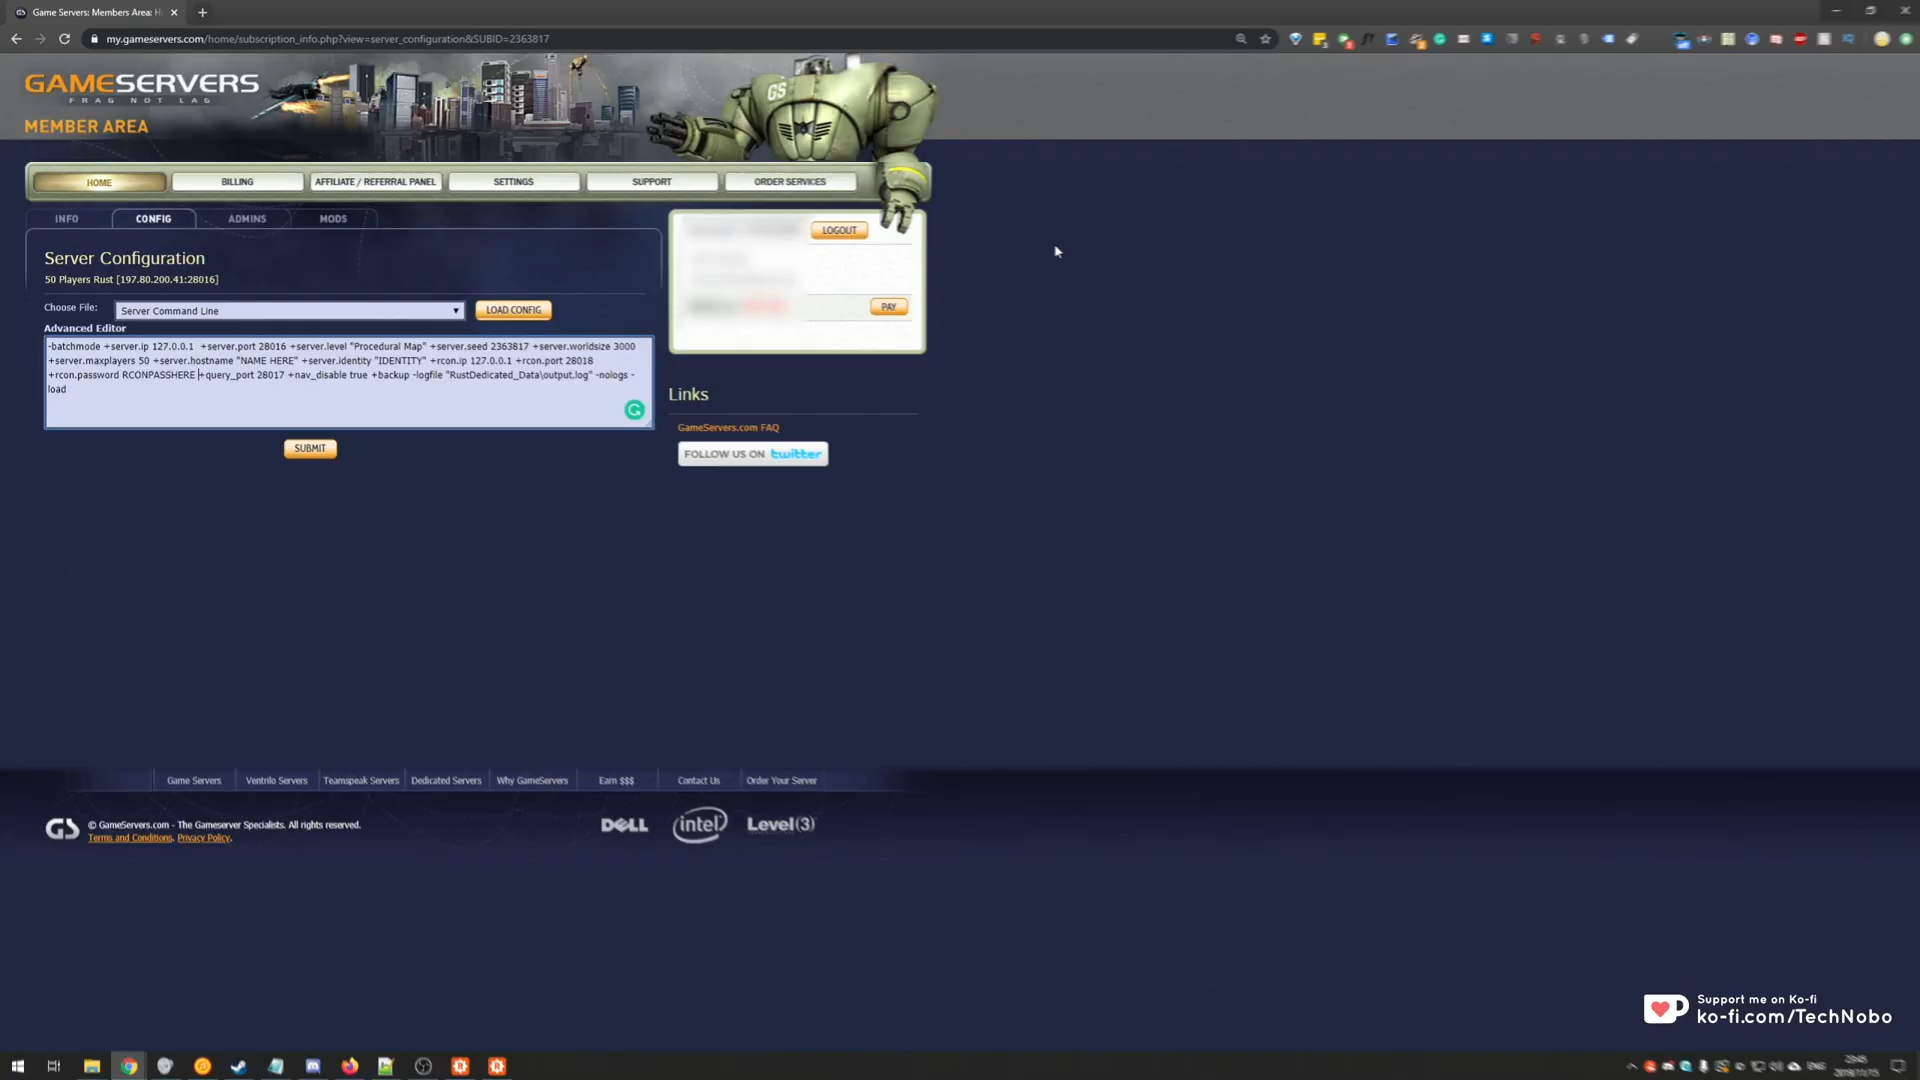 Game Servers: Members Area: H
my.gameservers.com/home/subscription_info.php?view=server_configuration&SUBID=2363817
GAMESERVERS
FRAG NOT LAG
MEMBER AREA
GS
HOME
BILLING
AFFILIATE / REFERRAL PANEL
SETTINGS
SUPPORT
ORDER SERVICES
INFO
CONFIG
ADMINS
MODS
LOGOUT
PAY
Server Configuration
50 Players Rust [197.80.200.41:28016]
Choose File:
Server Command Line
LOAD CONFIG
Advanced Editor
-batchmode +server.ip 127.0.0.1 +server.port 28016 +server.level "Procedural Map" +server.seed 2363817 +server.worldsize 3000
+server.maxplayers 50 +server.hostname "NAME HERE" +server.identity "IDENTITY" +rcon.ip 127.0.0.1 +rcon.port 28018
+rcon.password RCONPASSHERE +query_port 28017 +nav_disable true +backup -logfile "RustDedicated_Data\output.log" -nologs -
load
SUBMIT
Links
GameServers.com FAQ
FOLLOW US ON twitter
Game Servers
Ventrilo Servers
Teamspeak Servers
Dedicated Servers
Why GameServers
Earn $$$
Contact Us
Order Your Server
GS
© GameServers.com - The Gameserver Specialists. All rights reserved.
Terms and Conditions. Privacy Policy.
DELL
intel
Level(3)
Support me on Ko-fi
ko-fi.com/TechNobo